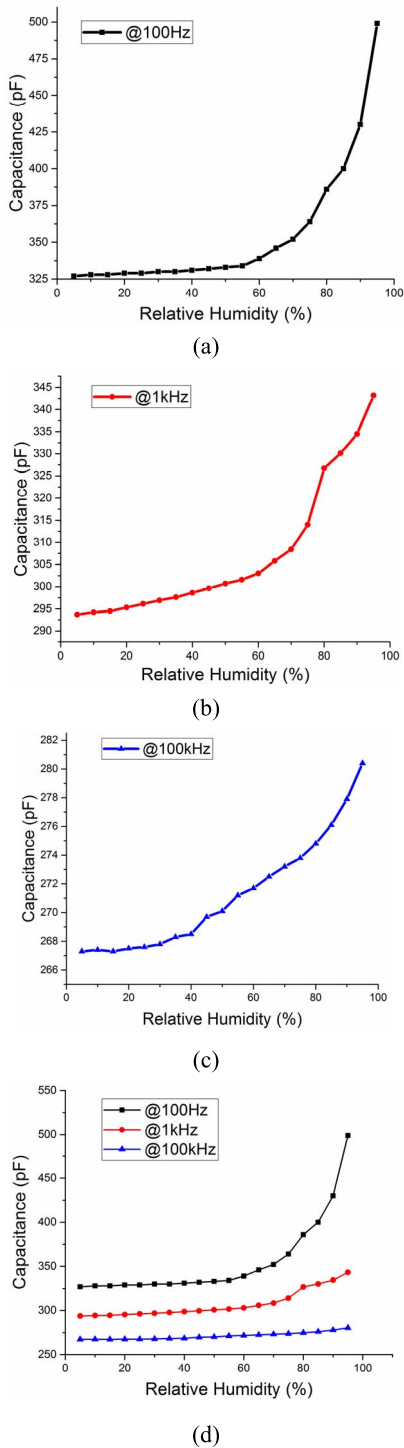 @100Hz
Capacitance (pF)
500
475
450
425
400
375
350
325
0 20 40 60 80 100
Relative Humidity (%)
(a)
@1kHz
Capacitance (pF)
345
340
335
330
325
320
315
310
305
300
295
290
0 20 40 60 80 100
Relative Humidity (%)
(b)
@100kHz
Capacitance (pF)
282
280
278
276
274
272
270
268
266
0 20 40 60 80 100
Relative Humidity (%)
(c)
@100Hz
@1kHz
@100kHz
Capacitance (pF)
550
500
450
400
350
300
250
0 20 40 60 80 100
Relative Humidity (%)
(d)